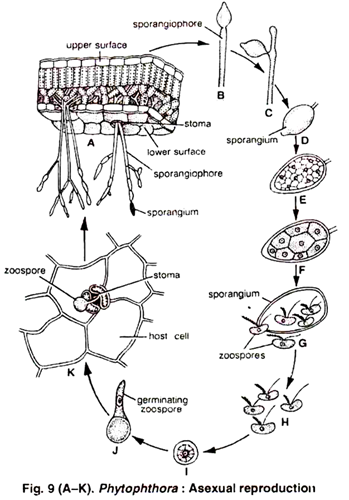 sporangiophore
upper surface
B
C
stoma
A
lower surface
sporangiophore
sporangium
sporangium
D
E
F
zoospore
stoma
host cell
K
sporangium
zoospores
G
H
germinating
zoospore
J
I
Fig. 9 (A–K). Phytophthora : Asexual reproduction